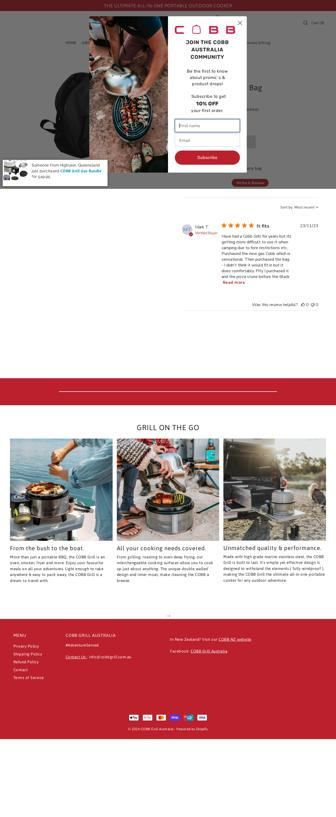 THE ULTIMATE ALL-IN-ONE PORTABLE OUTDOOR COOKER
Cart (0)
HOME
COBB
JOIN THE COBB
AUSTRALIA
COMMUNITY
Be the first to know
about promo's &
product drops!
Subscribe to get
10% OFF
your first order.
First name
Email
Subscribe
Bag
Someone from Highvale, Queensland
just purchased COBB Gas Bundle
for
Write A Review
Sort by: Most recent
Mark T.
Verified Buyer
It fits
23/11/23
Have had a Cobb Griils for years but its
getting more difficult to use it when
camping due to fore restrictions etc.
Purchased the new gas Cobb which is
sensational. Then purchased the bag
- I didn't think it would fit in but it
does comfortably. Fifty I purchased it
and the pizza stone before the Black
Read more
Was this review helpful?
0
0
GRILL ON THE GO
From the bush to the boat.
More than just a portable BBQ, the COBB Grill is an
oven, smoker, fryer and more. Enjoy your favourite
meals on all your adventures. Light enough to take
anywhere & easy to pack away, the COBB Grill is a
dream to travel with.
All your cooking needs covered.
From grilling, roasting to even deep frying, our
interchangeable cooking surfaces allow you to cook
up just about anything. The unique double walled
design and inner moat, make cleaning the COBB a
breeze.
Unmatched quality & performance.
Made with high grade marine stainless steel, the COBB
Grill is built to last. It's simple yet effective design is
designed to withstand the elements ( fully windproof ),
making the COBB Grill the ultimate all-in-one portable
cooker for any outdoor adventure.
MENU
Privacy Policy
Shipping Policy
Refund Policy
Contact
Terms of Service
COBB GRILL AUSTRALIA
#AdventureServed
Contact Us : info@cobbgrill.com.au
In New Zealand? Visit our COBB NZ website
Facebook: COBB Grill Australia
© 2024 COBB Grill Australia • Powered by Shopify